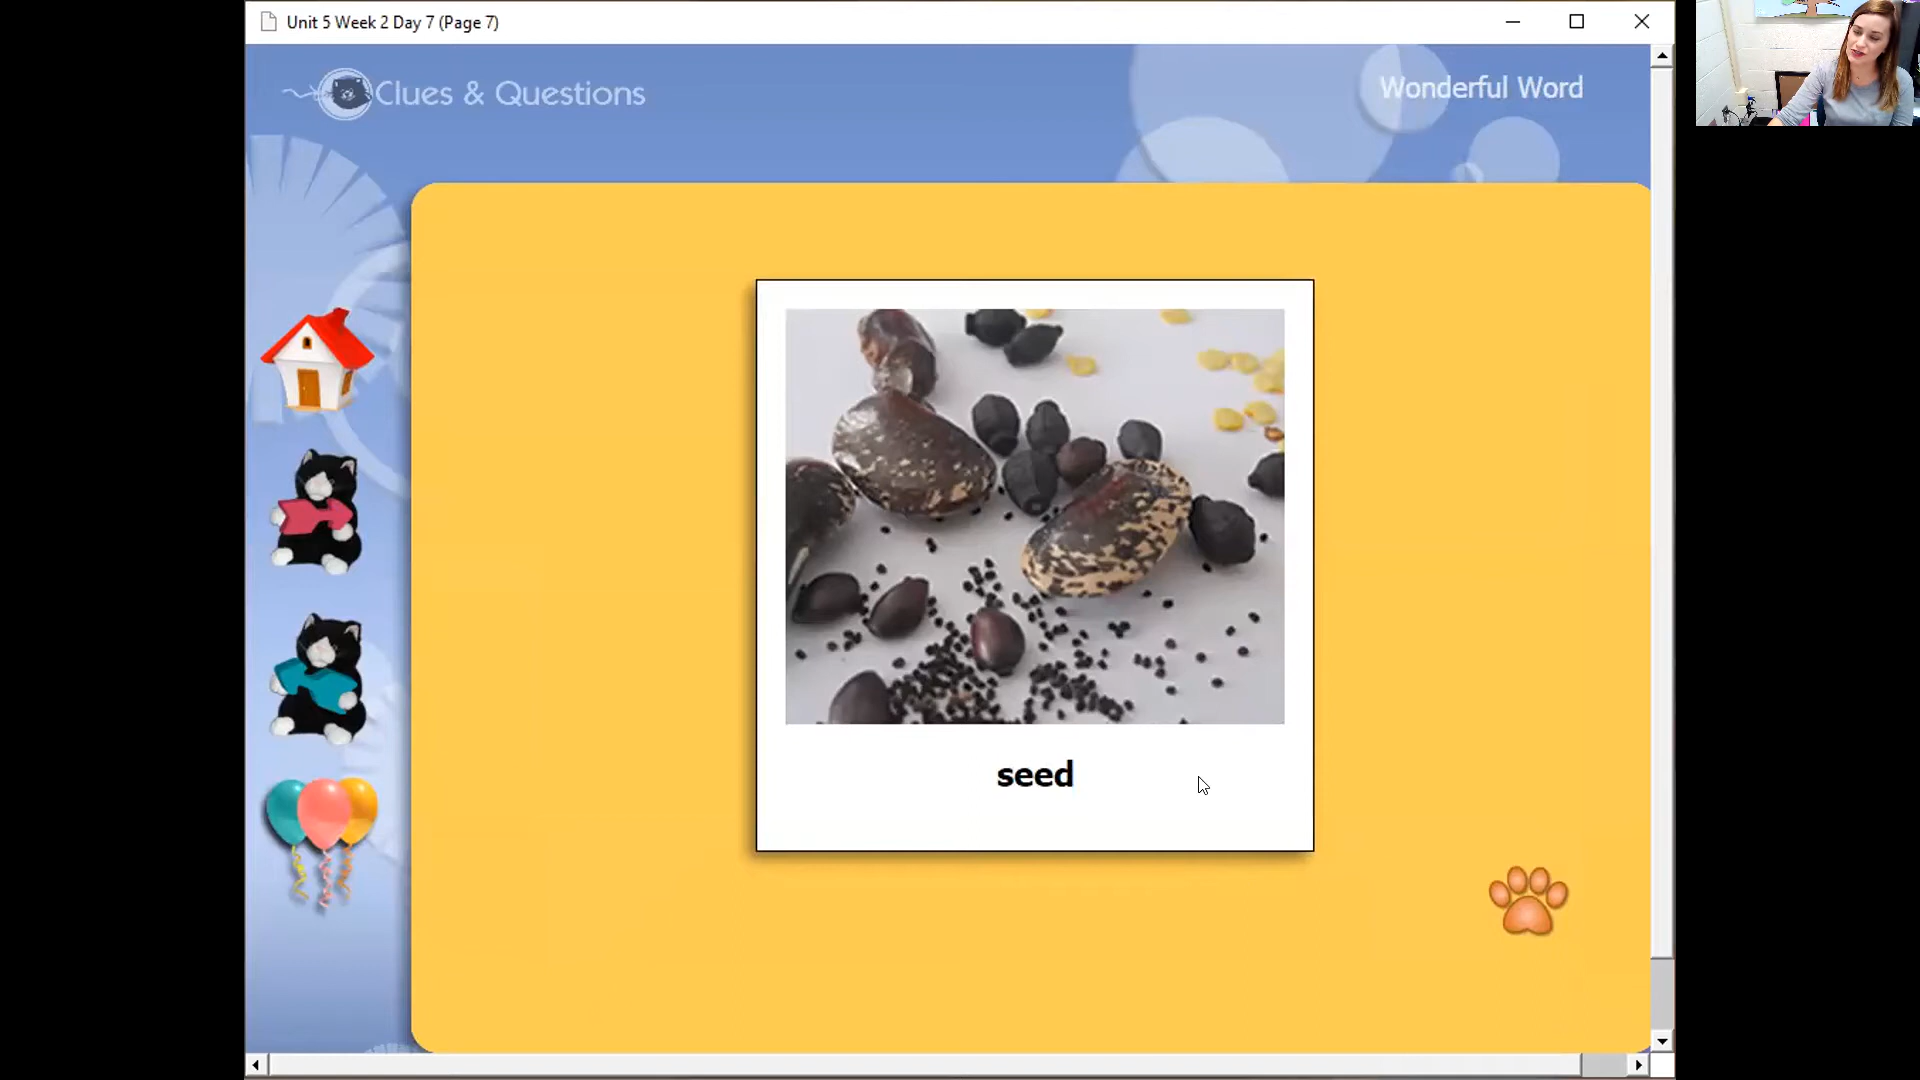 Unit 5 Week 2 Day 7 (Page 7)
Clues & Questions
Wonderful Word
seed